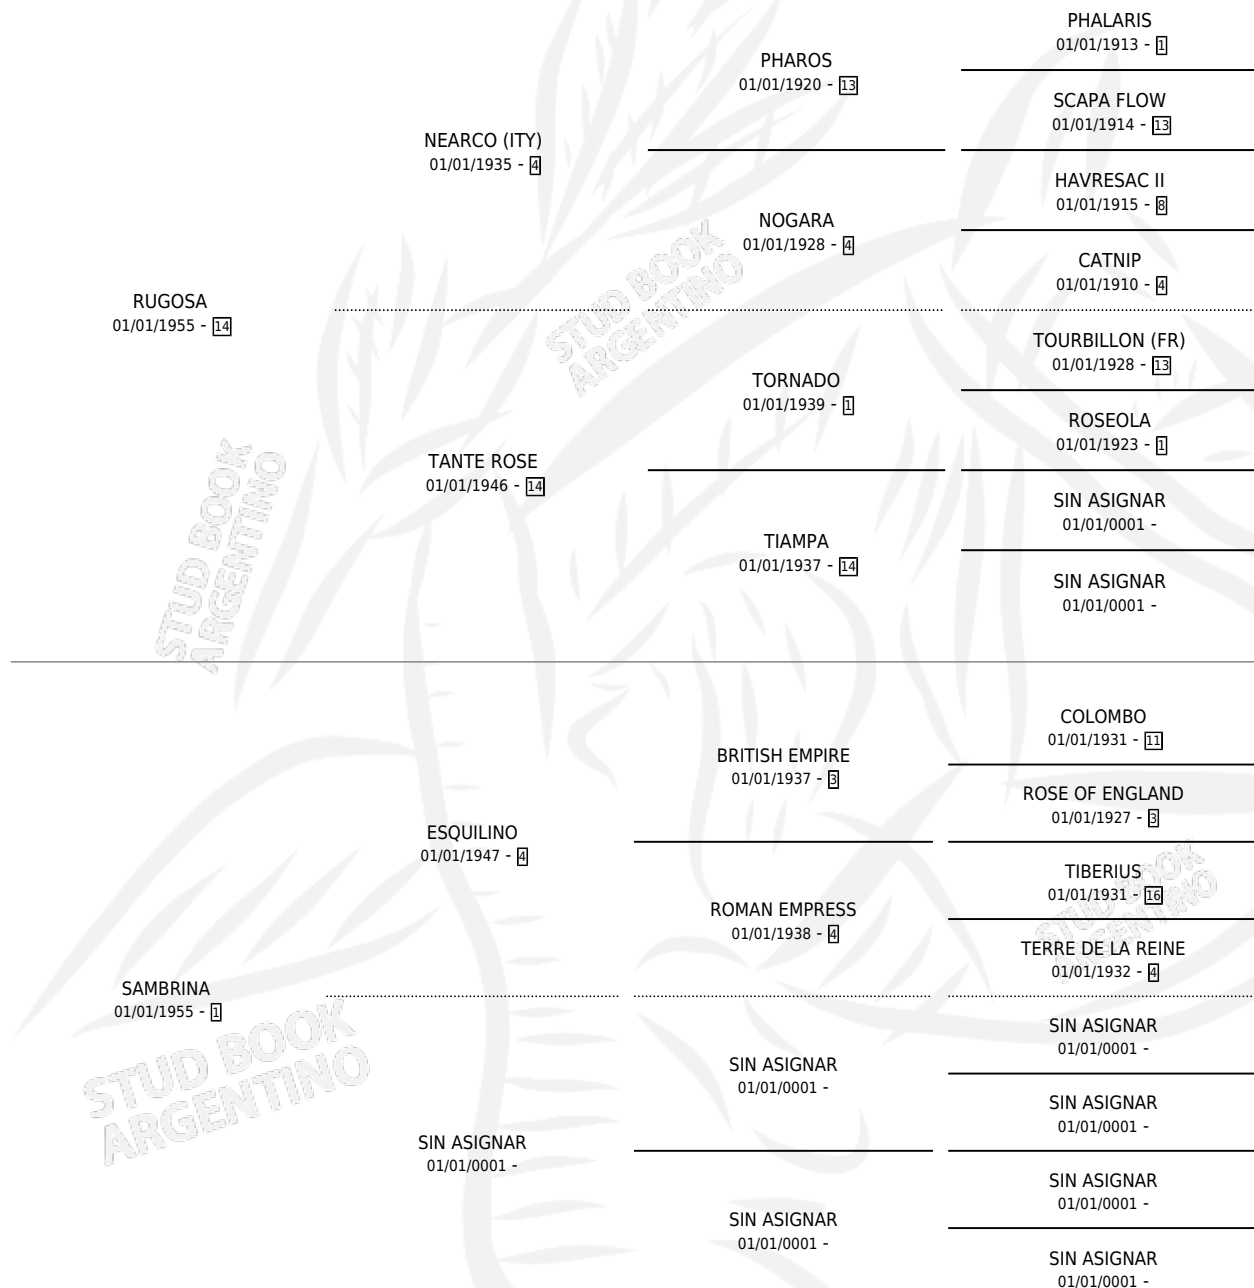 PHALARIS
01/01/1913 - 1
PHAROS
01/01/1920 - 13
SCAPA FLOW
01/01/1914 - 13
NEARCO (ITY)
01/01/1935 - 4
HAVRESAC II
01/01/1915 - 8
NOGARA
01/01/1928 - 4
CATNIP
01/01/1910 - 4
RUGOSA
01/01/1955 - 14
TOURBILLON (FR)
01/01/1928 - 13
TORNADO
01/01/1939 - 1
ROSEOLA
01/01/1923 - 1
TANTE ROSE
01/01/1946 - 14
SIN ASIGNAR
01/01/0001 -
TIAMPA
01/01/1937 - 14
SIN ASIGNAR
01/01/0001 -
STUD BOOK
ARGENTINO
STUD BOOK
ARGENTINO
COLOMBO
01/01/1931 - 11
BRITISH EMPIRE
01/01/1937 - 3
ROSE OF ENGLAND
01/01/1927 - 3
ESQUILINO
01/01/1947 - 4
TIBERIUS
01/01/1931 - 16
ROMAN EMPRESS
01/01/1938 - 4
TERRE DE LA REINE
01/01/1932 - 4
SAMBRINA
01/01/1955 - 1
SIN ASIGNAR
01/01/0001 -
SIN ASIGNAR
01/01/0001 -
SIN ASIGNAR
01/01/0001 -
SIN ASIGNAR
01/01/0001 -
SIN ASIGNAR
01/01/0001 -
SIN ASIGNAR
01/01/0001 -
SIN ASIGNAR
01/01/0001 -
STUD BOOK
ARGENTINO
STUD BOOK
ARGENTINO